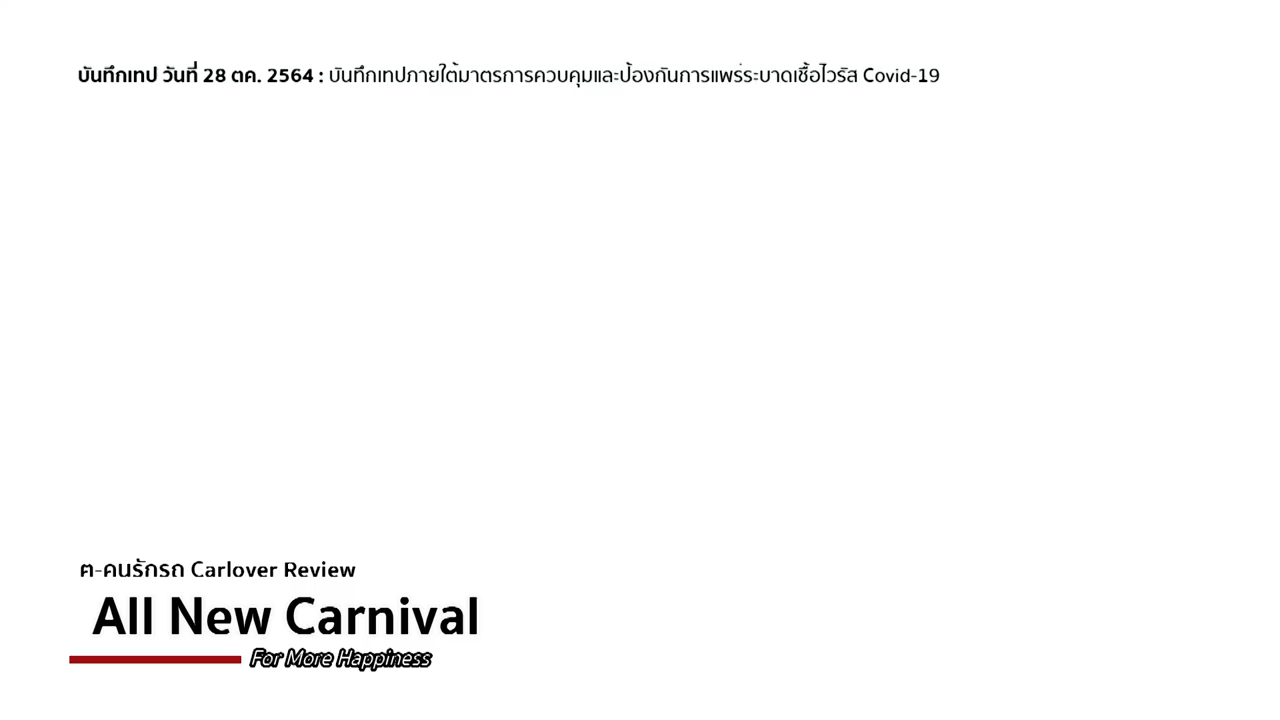 บันทึกเทป วันที่ 28 ตค. 2564 : บันทึกเทปภายใต้มาตรการควบคุมและป้องกันการแพร่ระบาดเชื้อไวรัส Covid-19
ฅ-คนรักรถ Carlover Review
All New Carnival
For More Happiness